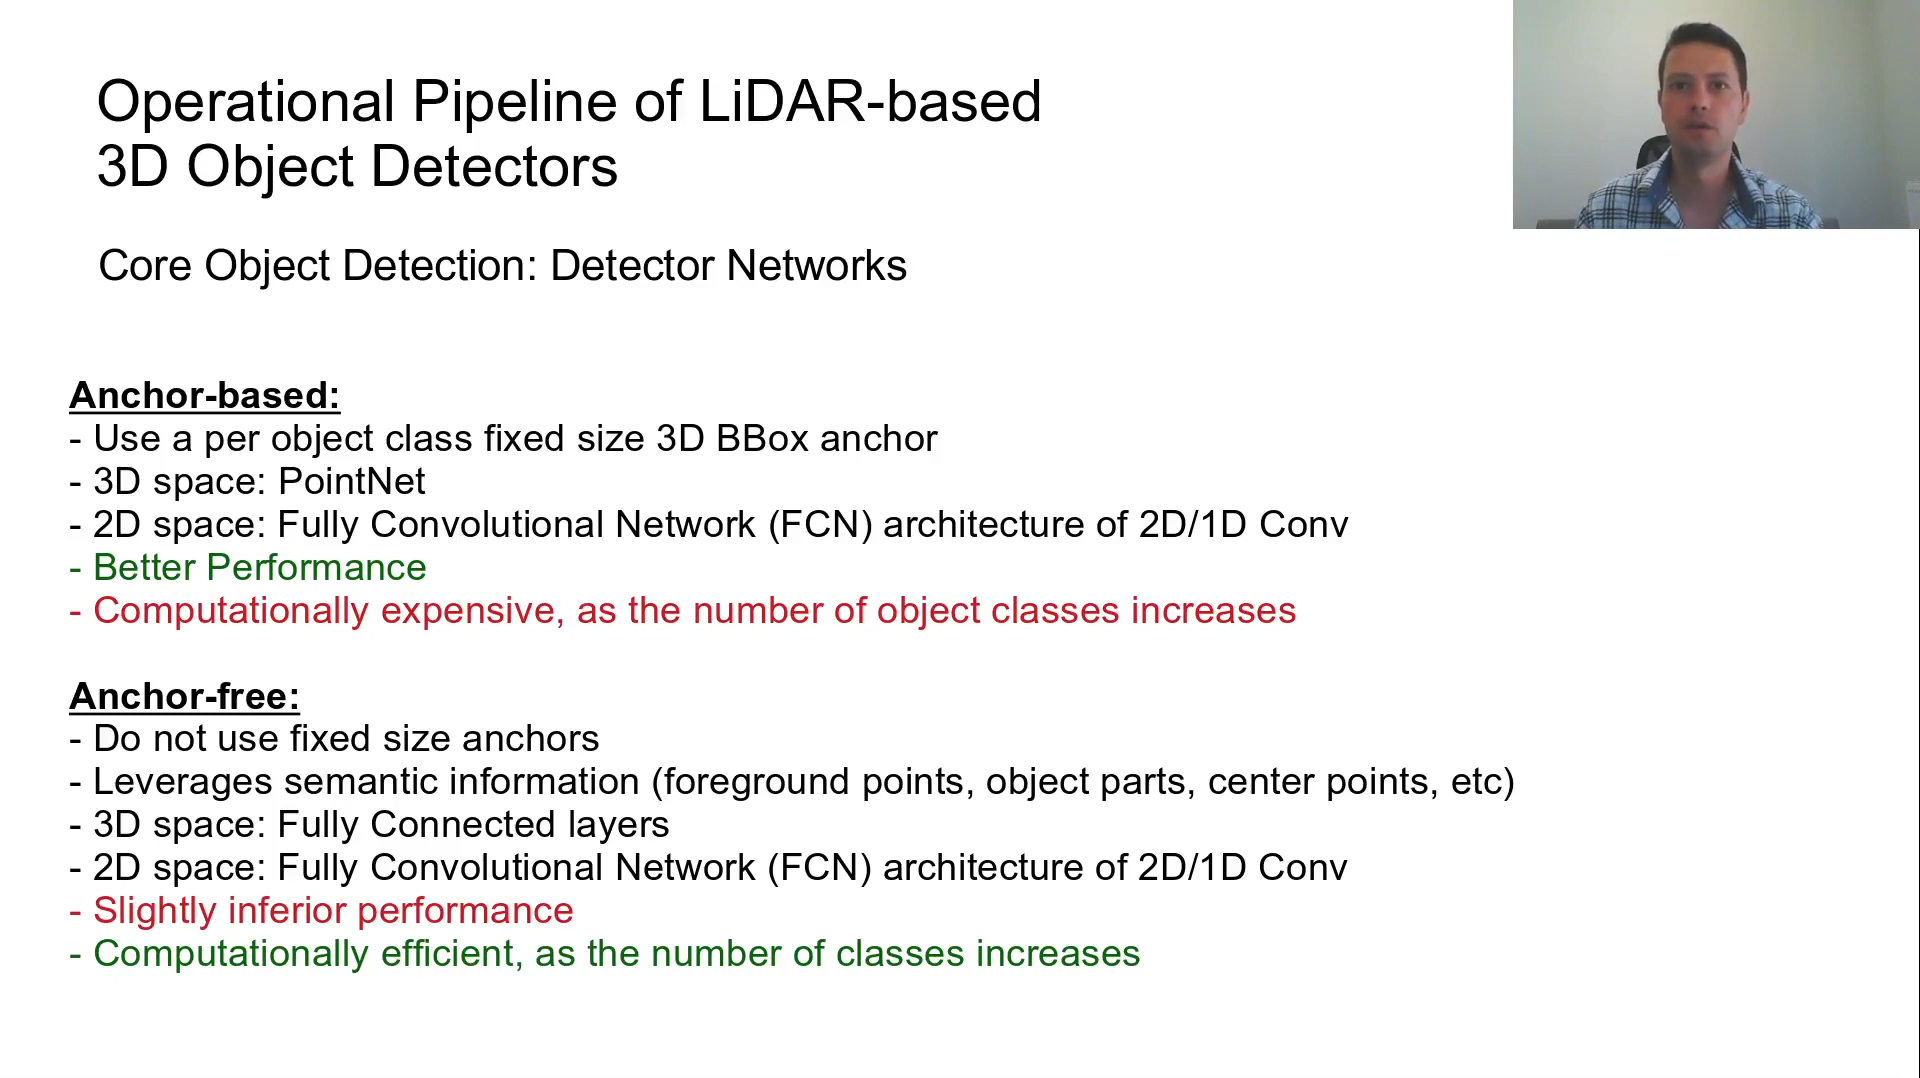 Operational Pipeline of LiDAR-based
3D Object Detectors
Core Object Detection: Detector Networks
Anchor-based:
- Use a per object class fixed size 3D BBox anchor
- 3D space: PointNet
- 2D space: Fully Convolutional Network (FCN) architecture of 2D/1D Conv
- Better Performance
- Computationally expensive, as the number of object classes increases
Anchor-free:
- Do not use fixed size anchors
- Leverages semantic information (foreground points, object parts, center points, etc)
- 3D space: Fully Connected layers
- 2D space: Fully Convolutional Network (FCN) architecture of 2D/1D Conv
- Slightly inferior performance
- Computationally efficient, as the number of classes increases